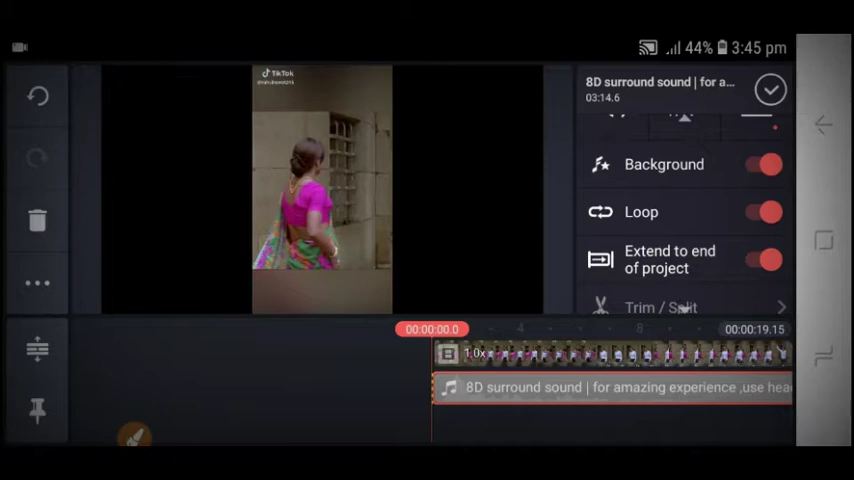 44% 3:45 pm
TikTok
8D surround sound | for a...
03:14.6
Background
Loop
Extend to end
of project
Trim / Split
00:00:00.0
4
8
00:00:19.15
1.0x
8D surround sound | for amazing experience ,use hea